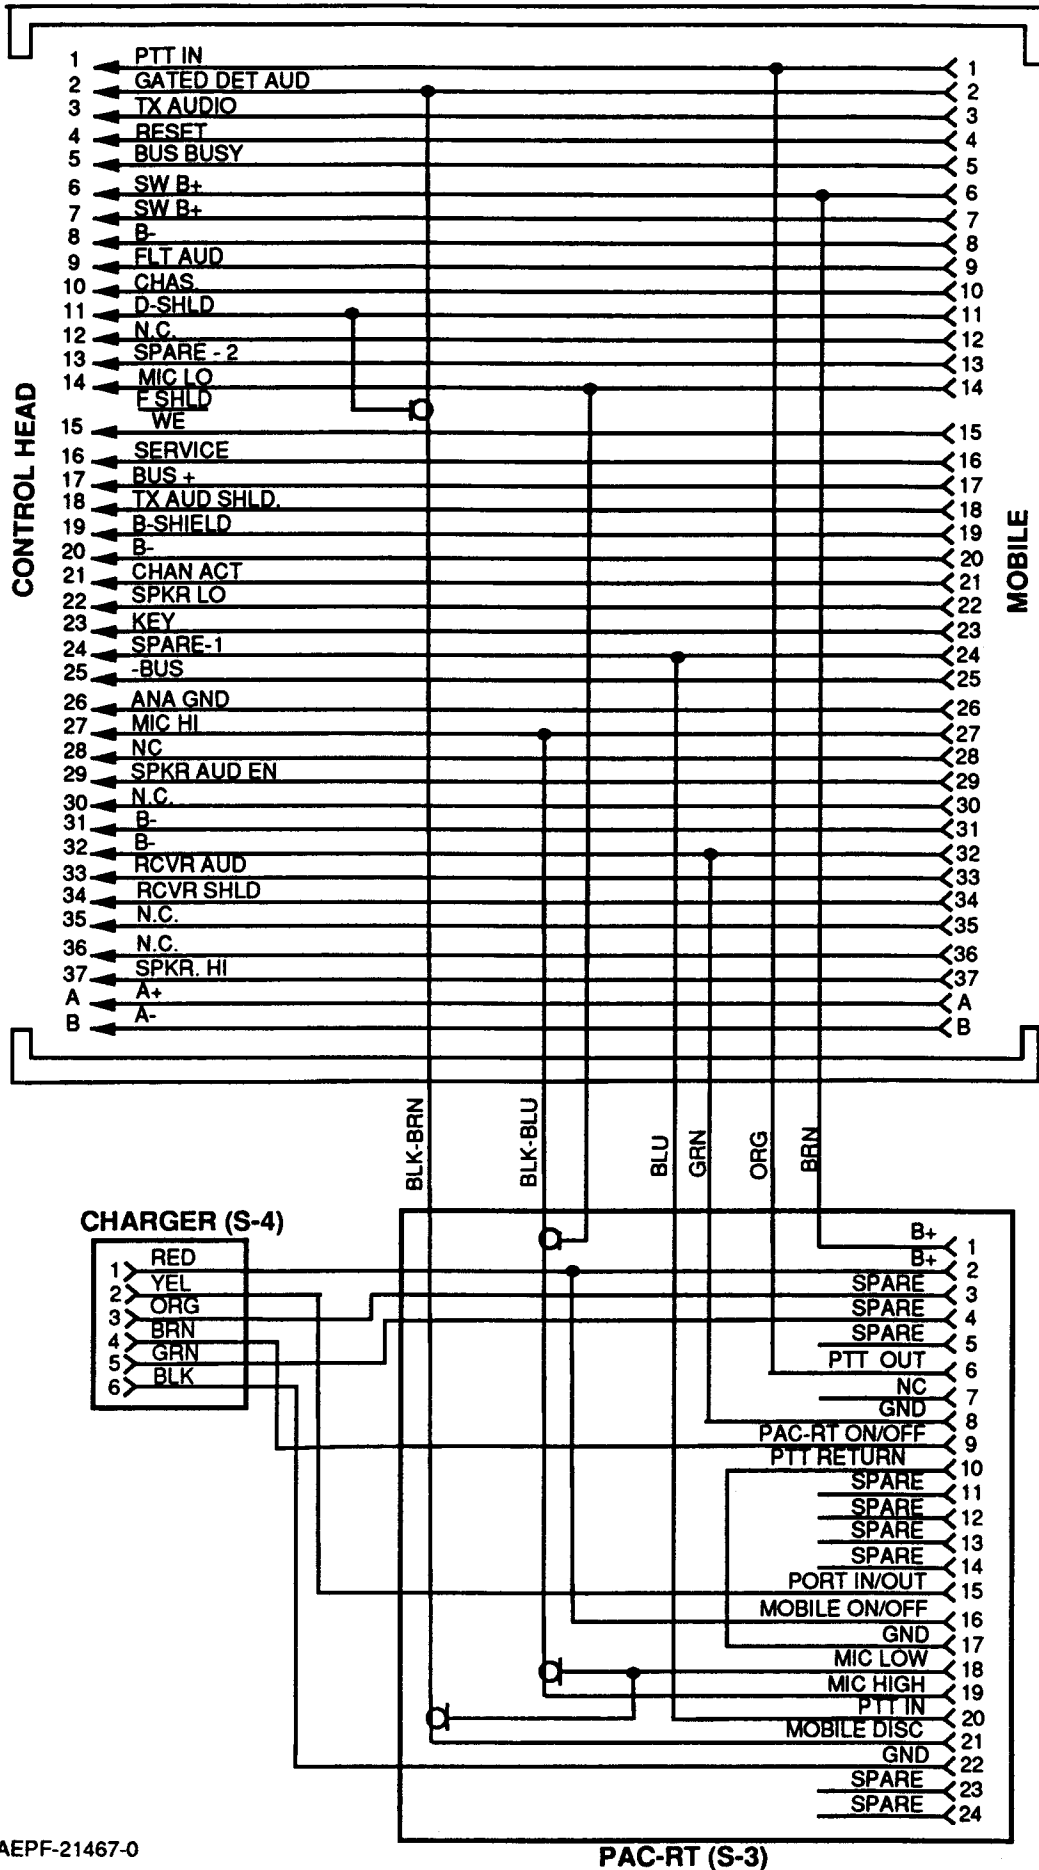 1 PTT IN 1
2 GATED DET AUD 2
3 TX AUDIO 3
4 RESET 4
5 BUS BUSY 5
6 SW B+ 6
7 SW B+ 7
8 B- 8
9 FLT AUD 9
10 CHAS. 10
11 D-SHLD 11
12 N.C. 12
13 SPARE - 2 13
14 MIC LO 14
F SHLD
15 WE 15
16 SERVICE 16
17 BUS + 17
18 TX AUD SHLD. 18
19 B-SHIELD 19
20 B- 20
21 CHAN ACT 21
22 SPKR LO 22
23 KEY 23
24 SPARE-1 24
25 -BUS 25
26 ANA GND 26
27 MIC HI 27
28 NC 28
29 SPKR AUD EN 29
30 N.C. 30
31 B- 31
32 B- 32
33 RCVR AUD 33
34 RCVR SHLD 34
35 N.C. 35
36 N.C. 36
37 SPKR. HI 37
A A+ A
B A- B
CONTROL HEAD
MOBILE
BLK-BRN
BLK-BLU
BLU
GRN
ORG
BRN
CHARGER (S-4)
1 RED
2 YEL
3 ORG
4 BRN
5 GRN
6 BLK
B+ 1
B+ 2
SPARE 3
SPARE 4
SPARE 5
PTT OUT 6
NC 7
GND 8
PAC-RT ON/OFF 9
PTT RETURN 10
SPARE 11
SPARE 12
SPARE 13
SPARE 14
PORT IN/OUT 15
MOBILE ON/OFF 16
GND 17
MIC LOW 18
MIC HIGH 19
PTT IN 20
MOBILE DISC 21
GND 22
SPARE 23
SPARE 24
AEPF-21467-0
PAC-RT (S-3)